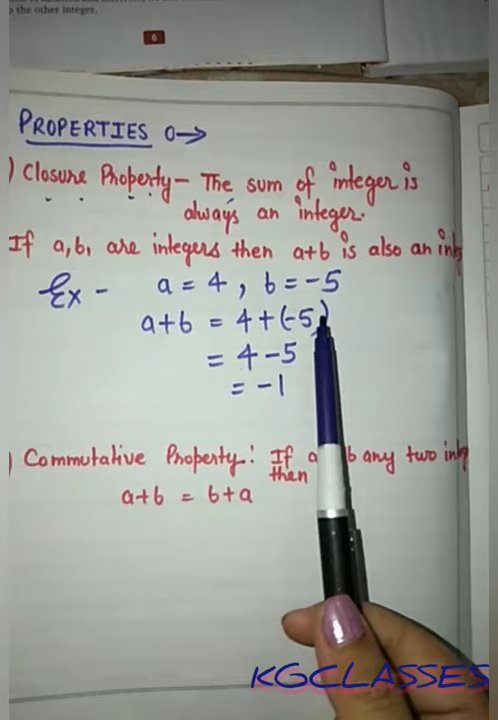 o the other integer.
6
PROPERTIES
) Closure Property - The sum of integer is
always an integer.
If a, b, are integers then a+b is also an
Ex - a = 4, b = -5
a+b = 4+(-5)
= 4-5
= -1
) Commutative Property: If a b any two
then
a+b = b+a
KGCLASSES